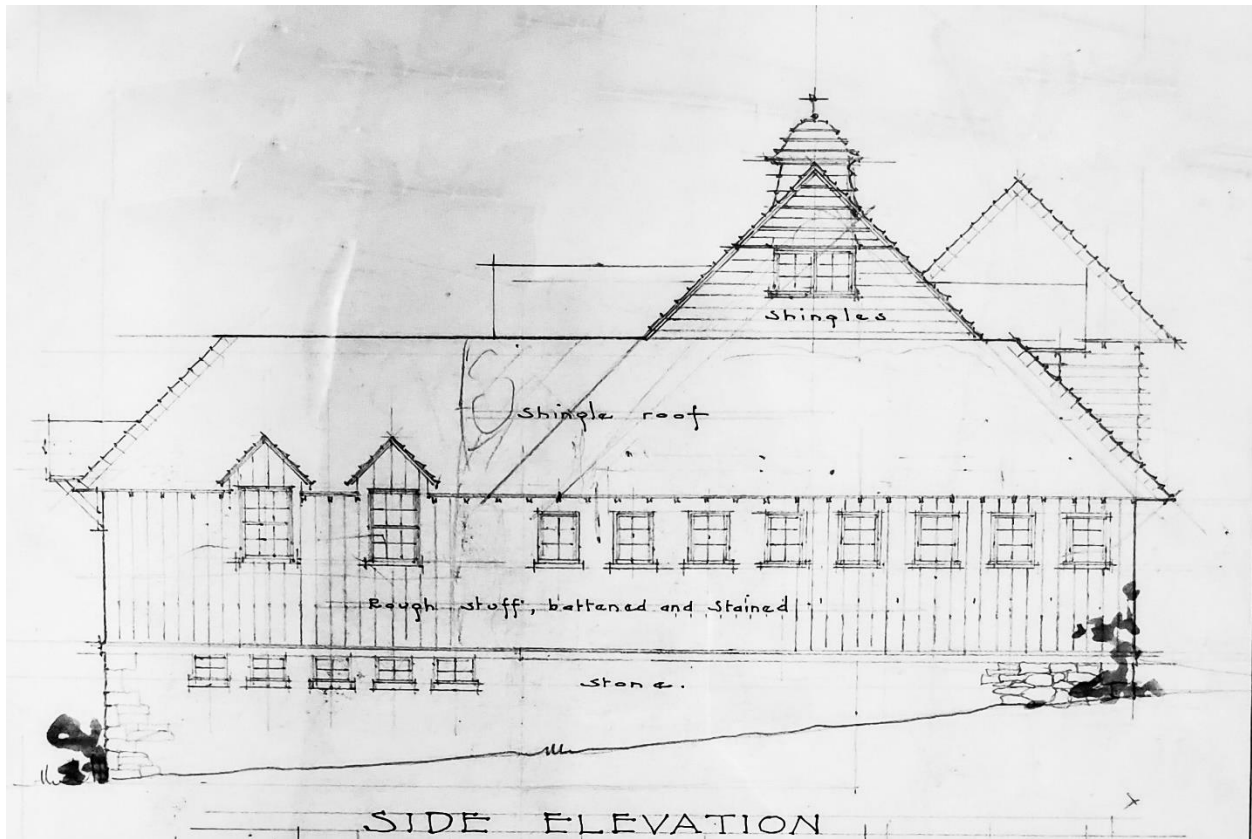 shingles
shingle roof
Rough stuff, battened and stained
stone.
SIDE ELEVATION